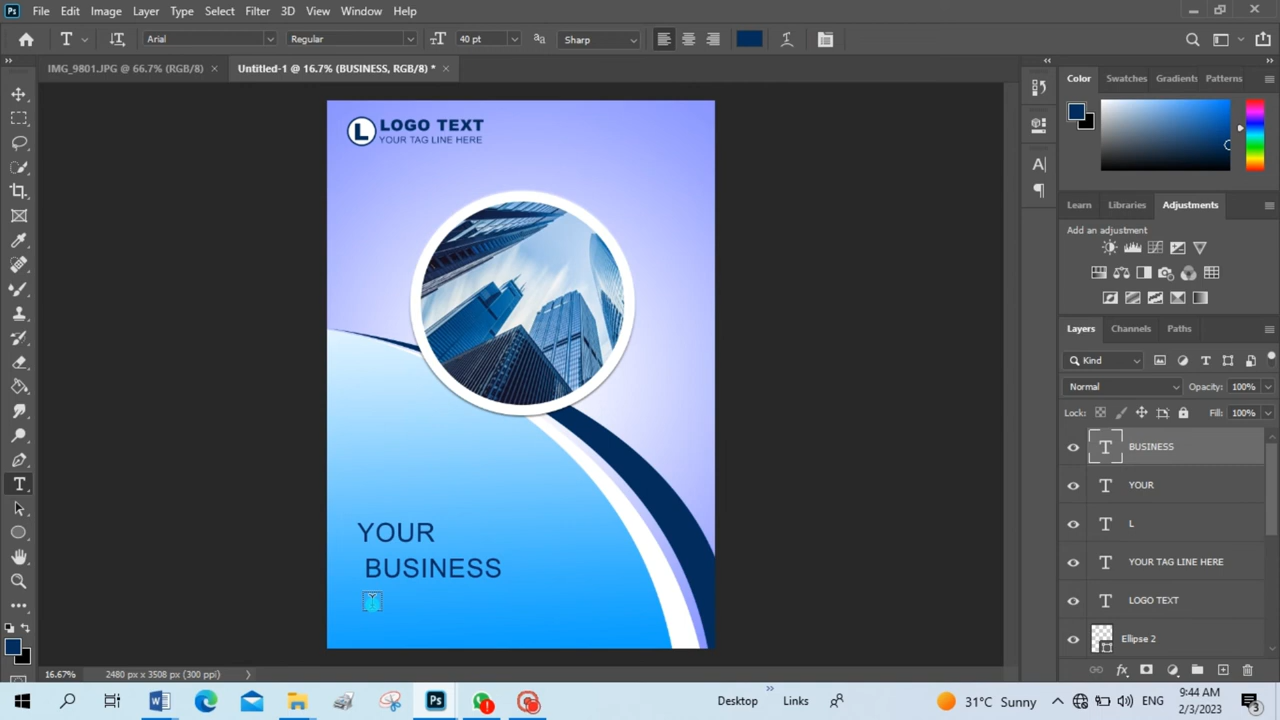 Ps File Edit Image Layer Type Select Filter 3D View Window Help
T Arial Regular 40 pt Sharp
IMG_9801.JPG @ 66.7% (RGB/8) × Untitled-1 @ 16.7% (BUSINESS, RGB/8) * ×
L LOGO TEXT
YOUR TAG LINE HERE
YOUR
BUSINESS
Color Swatches Gradients Patterns
Learn Libraries Adjustments
Add an adjustment
Layers Channels Paths
Kind
Normal Opacity: 100%
Lock: Fill: 100%
T BUSINESS
T YOUR
T L
T YOUR TAG LINE HERE
T LOGO TEXT
Ellipse 2
16.67% 2480 px x 3508 px (300 ppi)
Desktop Links 31°C Sunny ENG
9:44 AM
2/3/2023
3